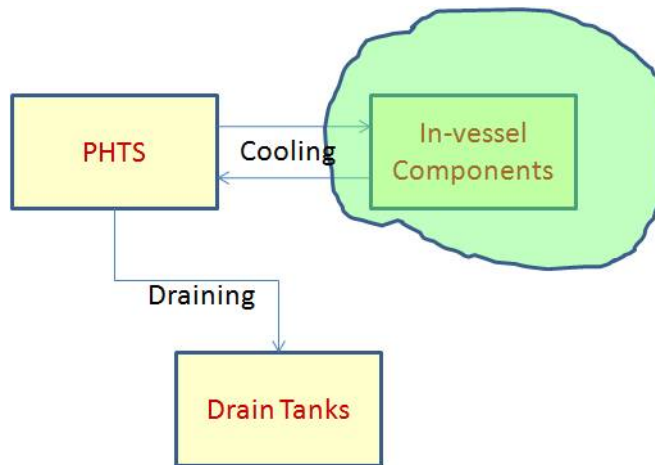 PHTS
Cooling
In-vessel
Components
Draining
Drain Tanks